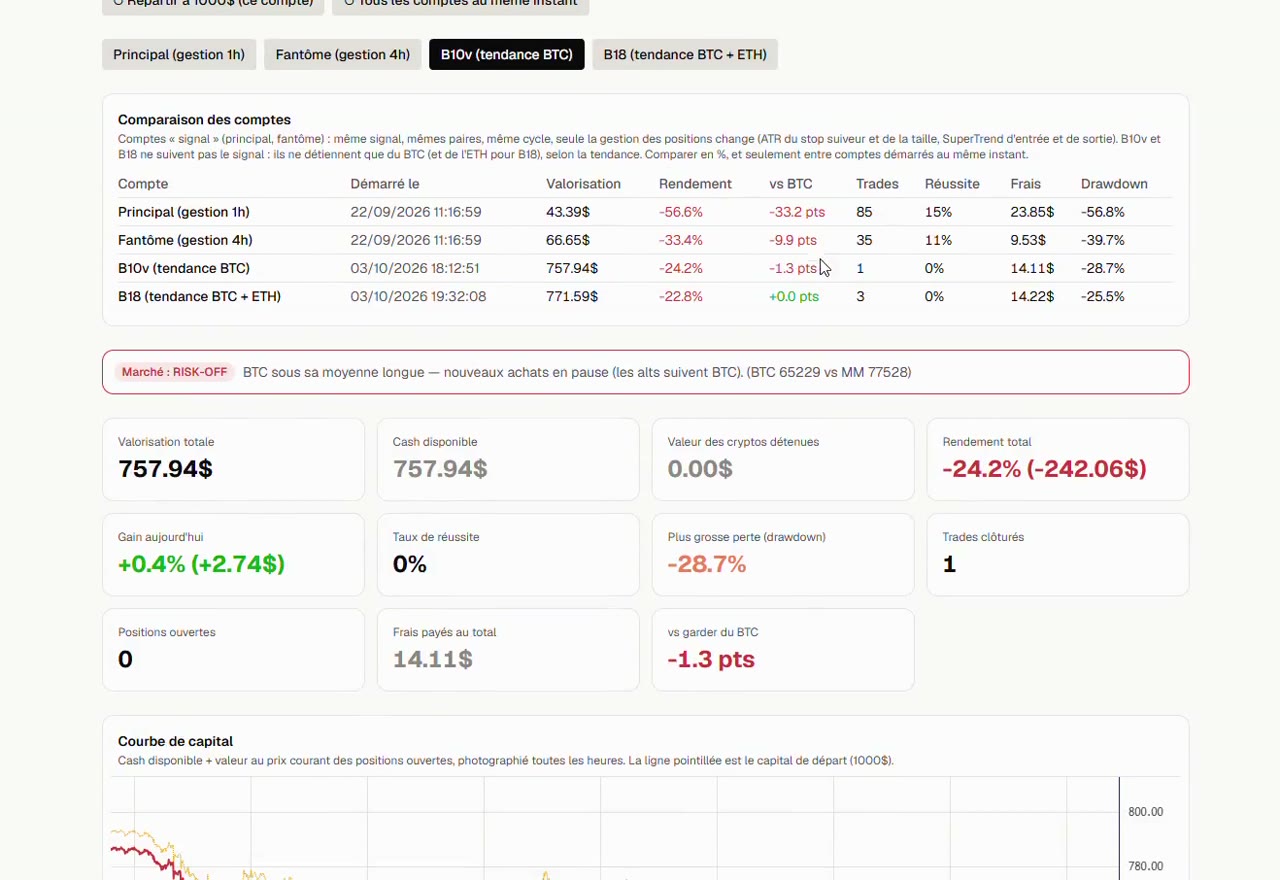 ↻ Répartir à 1000$ (ce compte) ↻ Tous les comptes au même instant
Principal (gestion 1h) Fantôme (gestion 4h) B10v (tendance BTC) B18 (tendance BTC + ETH)
Comparaison des comptes
Comptes « signal » (principal, fantôme) : même signal, mêmes paires, même cycle, seule la gestion des positions change (ATR du stop suiveur et de la taille, SuperTrend d'entrée et de sortie). B10v et
B18 ne suivent pas le signal : ils ne détiennent que du BTC (et de l'ETH pour B18), selon la tendance. Comparer en %, et seulement entre comptes démarrés au même instant.
Compte Démarré le Valorisation Rendement vs BTC Trades Réussite Frais Drawdown
Principal (gestion 1h) 22/09/2026 11:16:59 43.39$ -56.6% -33.2 pts 85 15% 23.85$ -56.8%
Fantôme (gestion 4h) 22/09/2026 11:16:59 66.65$ -33.4% -9.9 pts 35 11% 9.53$ -39.7%
B10v (tendance BTC) 03/10/2026 18:12:51 757.94$ -24.2% -1.3 pts 1 0% 14.11$ -28.7%
B18 (tendance BTC + ETH) 03/10/2026 19:32:08 771.59$ -22.8% +0.0 pts 3 0% 14.22$ -25.5%
Marché : RISK-OFF BTC sous sa moyenne longue — nouveaux achats en pause (les alts suivent BTC). (BTC 65229 vs MM 77528)
Valorisation totale Cash disponible Valeur des cryptos détenues Rendement total
757.94$ 757.94$ 0.00$ -24.2% (-242.06$)
Gain aujourd'hui Taux de réussite Plus grosse perte (drawdown) Trades clôturés
+0.4% (+2.74$) 0% -28.7% 1
Positions ouvertes Frais payés au total vs garder du BTC
0 14.11$ -1.3 pts
Courbe de capital
Cash disponible + valeur au prix courant des positions ouvertes, photographié toutes les heures. La ligne pointillée est le capital de départ (1000$).
800.00
780.00